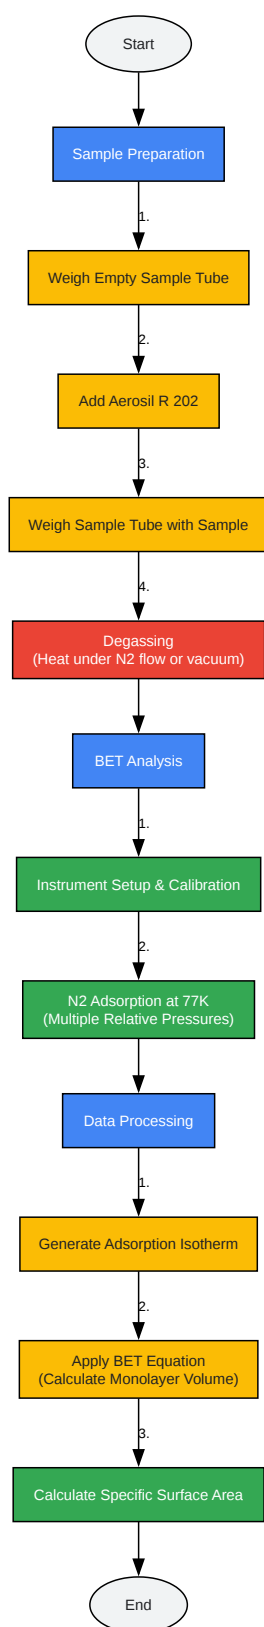 Start
Sample Preparation
1.
Weigh Empty Sample Tube
2.
Add Aerosil R 202
3.
Weigh Sample Tube with Sample
4.
Degassing
(Heat under N2 flow or vacuum)
BET Analysis
1.
Instrument Setup & Calibration
2.
N2 Adsorption at 77K
(Multiple Relative Pressures)
Data Processing
1.
Generate Adsorption Isotherm
2.
Apply BET Equation
(Calculate Monolayer Volume)
3.
Calculate Specific Surface Area
End